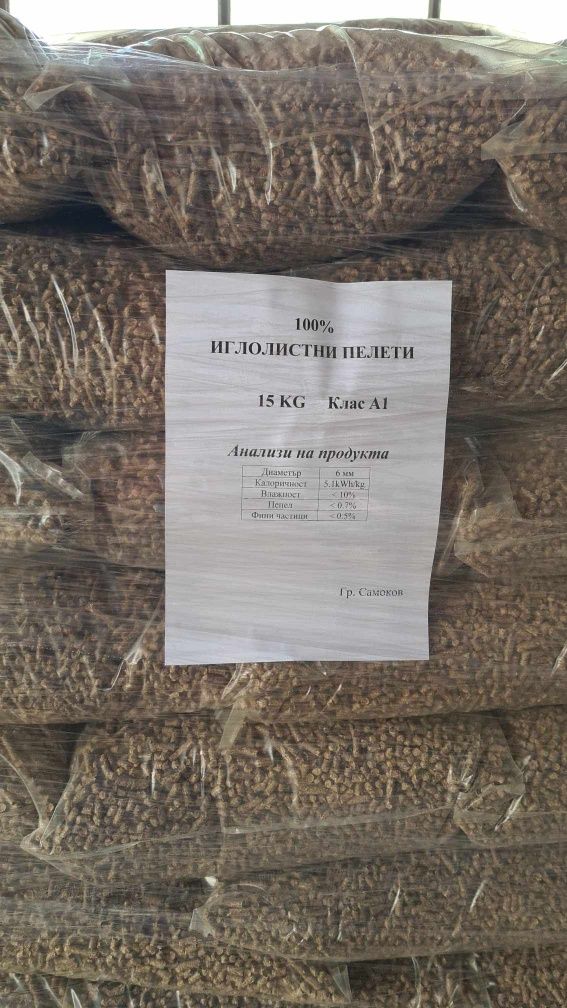 100%
ИГЛОЛИСТНИ ПЕЛЕТИ
15 KG Клас А1
Анализи на продукта
Диаметър 6 мм
Калоричност 5.1kWh/kg
Влажност < 10%
Пепел < 0.7%
Фини частици < 0.5%
Гр. Самоков